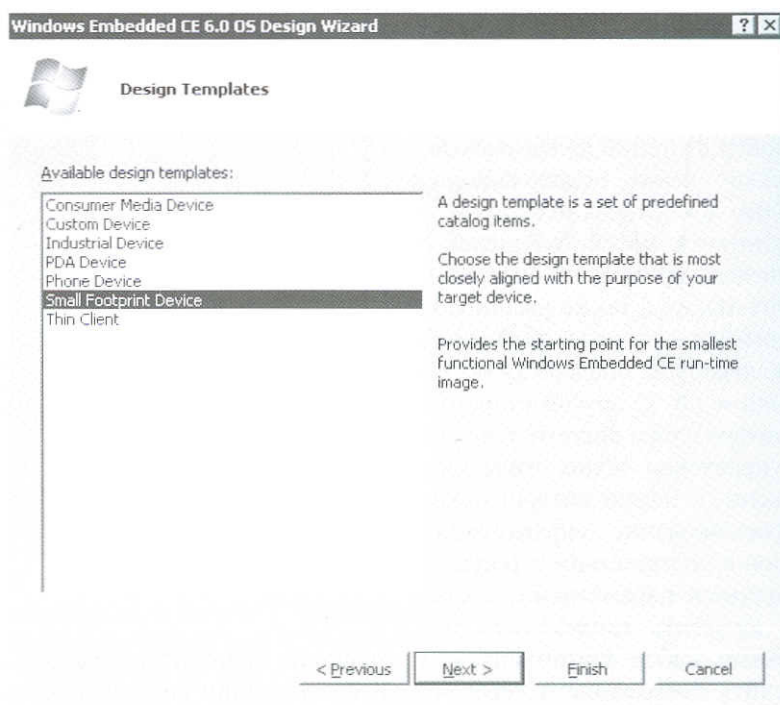 Windows Embedded CE 6.0 OS Design Wizard
? X
Design Templates
Available design templates:
Consumer Media Device
Custom Device
Industrial Device
PDA Device
Phone Device
Small Footprint Device
Thin Client
A design template is a set of predefined
catalog items.
Choose the design template that is most
closely aligned with the purpose of your
target device.
Provides the starting point for the smallest
functional Windows Embedded CE run-time
image.
< Previous
Next >
Finish
Cancel